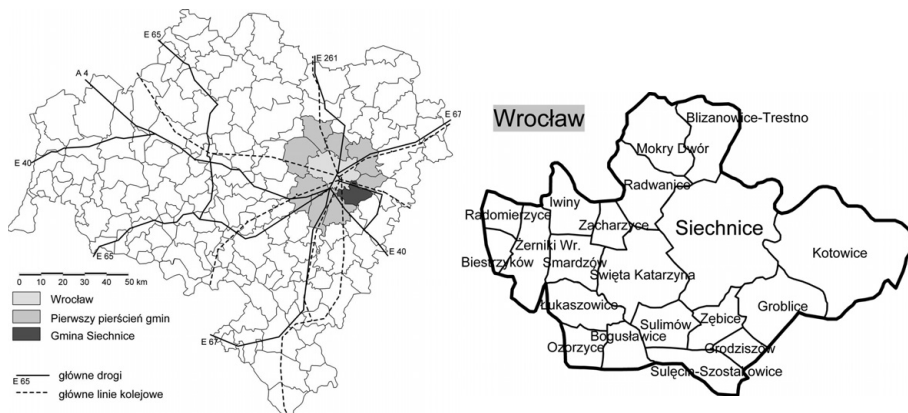 E 65
E 261
A 4
E 67
E 40
E 65
E 40
0 10 20 30 40 50 km
Wrocław
Pierwszy pierścień gmin
Gmina Siechnice
E 67
główne drogi
E 65
główne linie kolejowe
Wrocław
Blizanowice-Trestno
Mokry Dwór
Radwanice
Iwiny
Radomierzyce
Zacharzyce
Siechnice
Żerniki Wr.
Kotowice
Biestrzyków
Smardzów
Święta Katarzyna
Łukaszowice
Groblice
Zębice
Sulimów
Bogusławice
Ozorzyce
Grodziszów
Sulęcin-Szostakowice